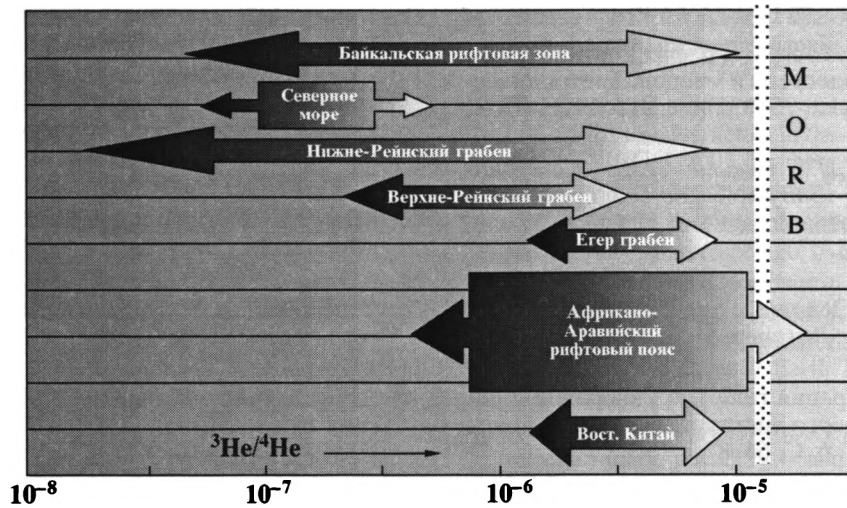 Байкальская рифтовая зона
Северное
море
Нижне-Рейнский грабен
Верхне-Рейнский грабен
Егер грабен
Африкано-
Аравийский
рифтовый пояс
Вост. Китай
M
O
R
B
³He/⁴He
10⁻⁸ 10⁻⁷ 10⁻⁶ 10⁻⁵